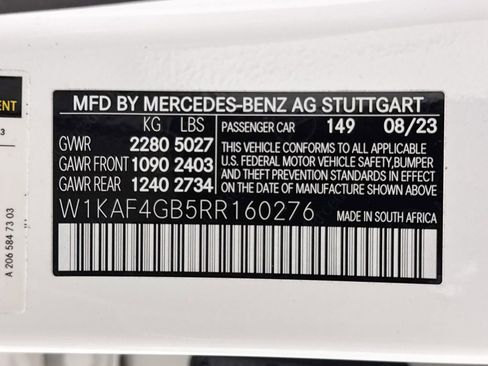 MFD BY MERCEDES-BENZ AG STUTTGART
KG LBS
PASSENGER CAR 149 08/23
GVWR 2280 5027
GAWR FRONT 1090 2403
GAWR REAR 1240 2734
THIS VEHICLE CONFORMS TO ALL APPLICABLE
U.S. FEDERAL MOTOR VEHICLE SAFETY, BUMPER
AND THEFT PREVENTION STANDARDS IN EFFECT
ON THE DATE OF MANUFACTURE SHOWN ABOVE.
W1KAF4GB5RR160276 MADE IN SOUTH AFRICA
A 206 584 73 03